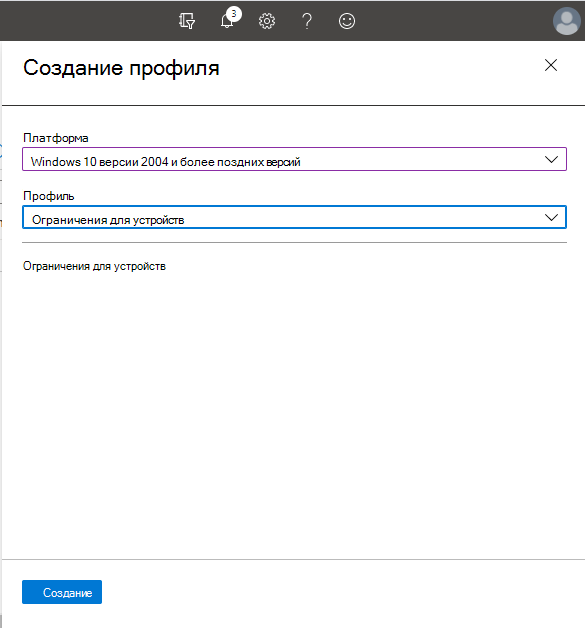 3
Создание профиля
Платформа
Windows 10 версии 2004 и более поздних версий
Профиль
Ограничения для устройств
Ограничения для устройств
Создание